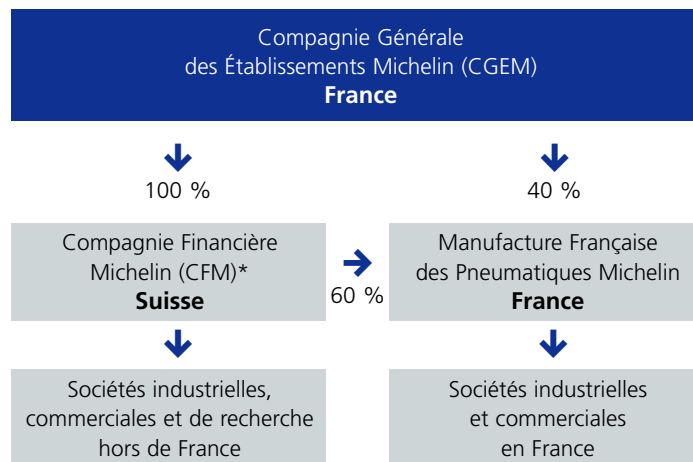 Compagnie Générale
des Établissements Michelin (CGEM)
France
100 %
40 %
Compagnie Financière
Michelin (CFM)*
Suisse
60 %
Manufacture Française
des Pneumatiques Michelin
France
Sociétés industrielles,
commerciales et de recherche
hors de France
Sociétés industrielles
et commerciales
en France